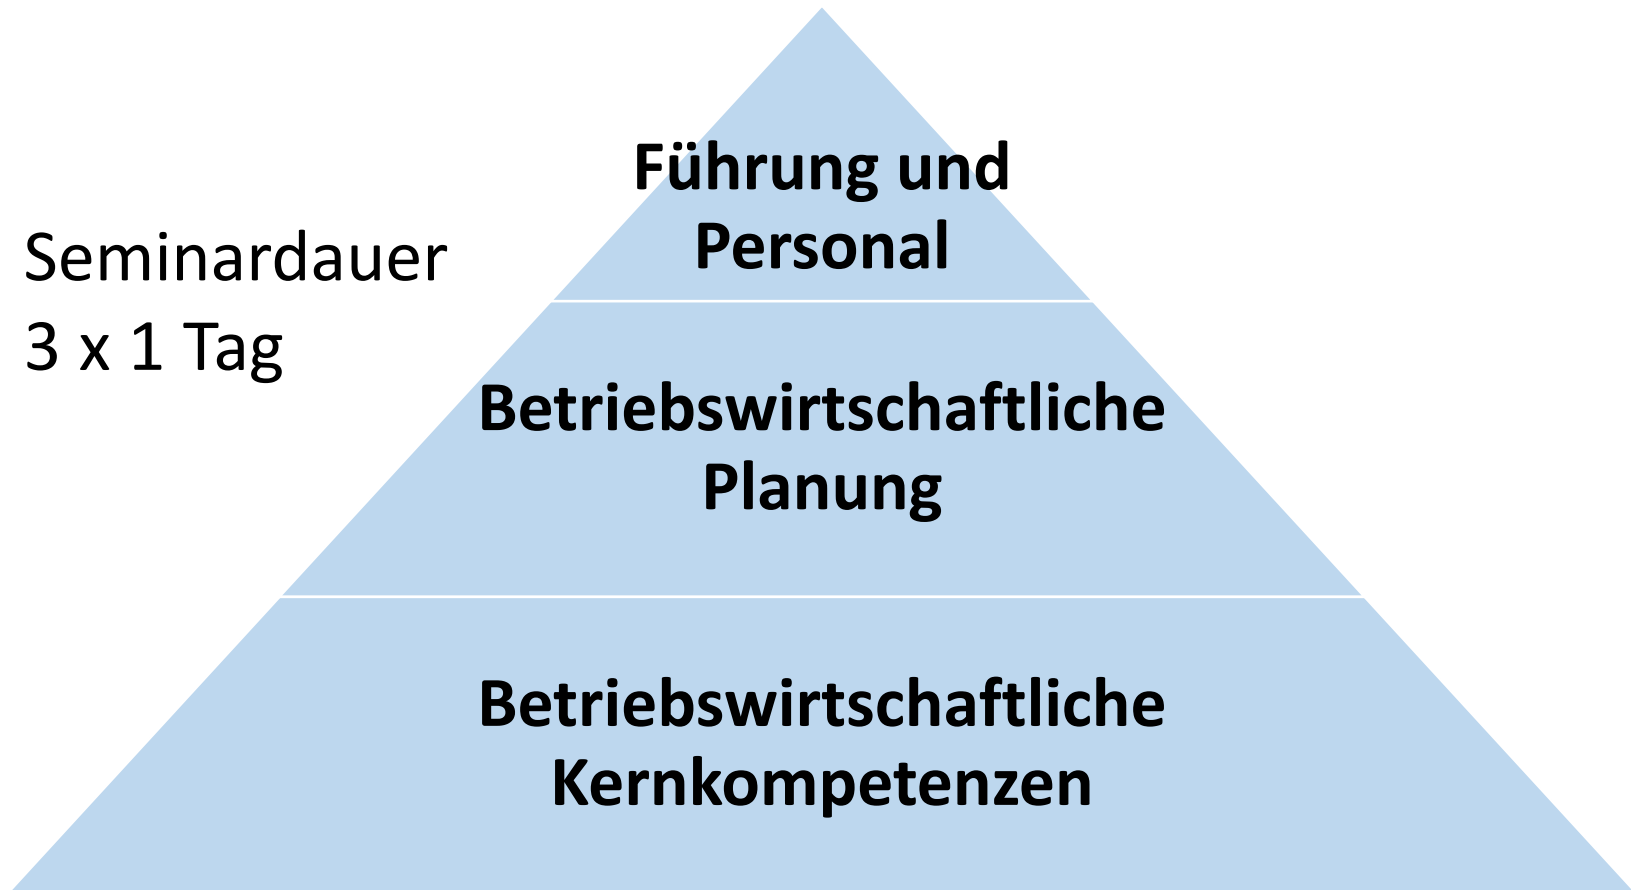 Führung und
Personal
Seminardauer
3 x 1 Tag
Betriebswirtschaftliche
Planung
Betriebswirtschaftliche
Kernkompetenzen